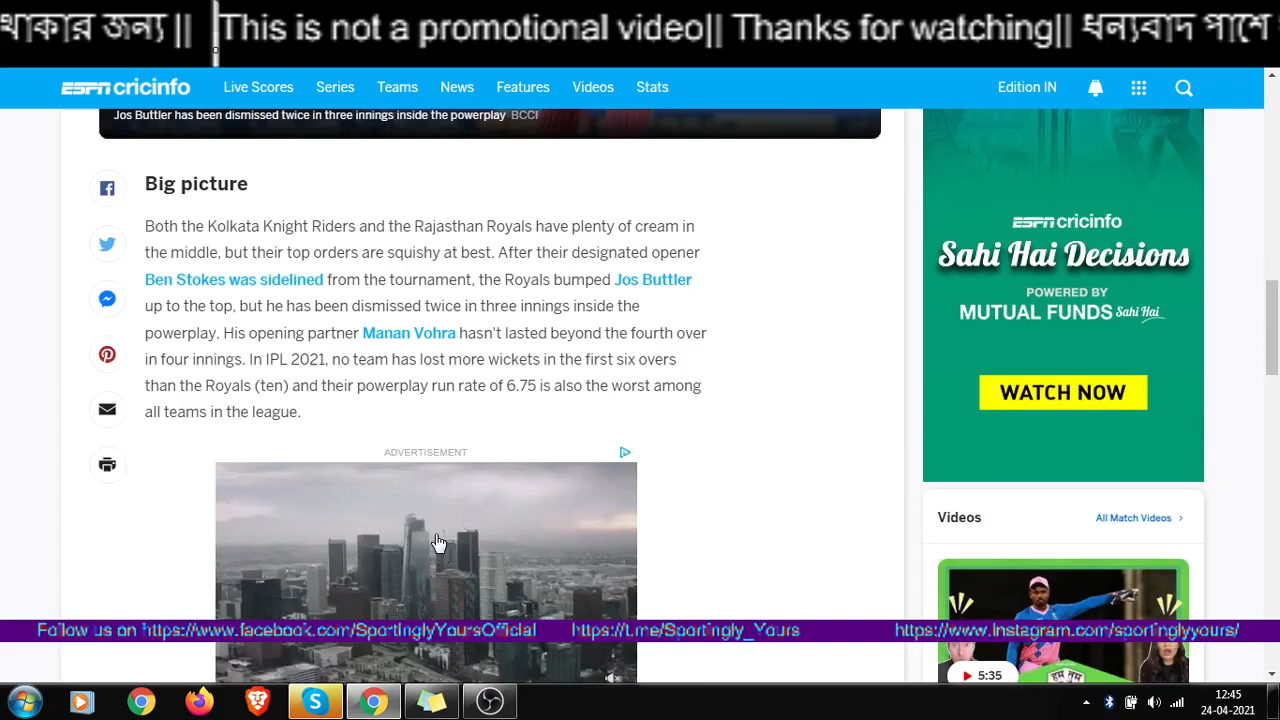 থাকার জন্য || This is not a promotional video|| Thanks for watching|| ধন্যবাদ পাশে
ESPN cricinfo Live Scores Series Teams News Features Videos Stats Edition IN
Jos Buttler has been dismissed twice in three innings inside the powerplay BCCI
Big picture
Both the Kolkata Knight Riders and the Rajasthan Royals have plenty of cream in
the middle, but their top orders are squishy at best. After their designated opener
Ben Stokes was sidelined from the tournament, the Royals bumped Jos Buttler
up to the top, but he has been dismissed twice in three innings inside the
powerplay. His opening partner Manan Vohra hasn't lasted beyond the fourth over
in four innings. In IPL 2021, no team has lost more wickets in the first six overs
than the Royals (ten) and their powerplay run rate of 6.75 is also the worst among
all teams in the league.
ADVERTISEMENT
ESPN cricinfo
Sahi Hai Decisions
POWERED BY
MUTUAL FUNDS Sahi Hai
WATCH NOW
Videos All Match Videos
5:35
Follow us on https://www.facebook.com/SportinglyYoursOfficial https://t.me/Sportingly_Yours https://www.instagram.com/sportinglyyours/
12:45
24-04-2021